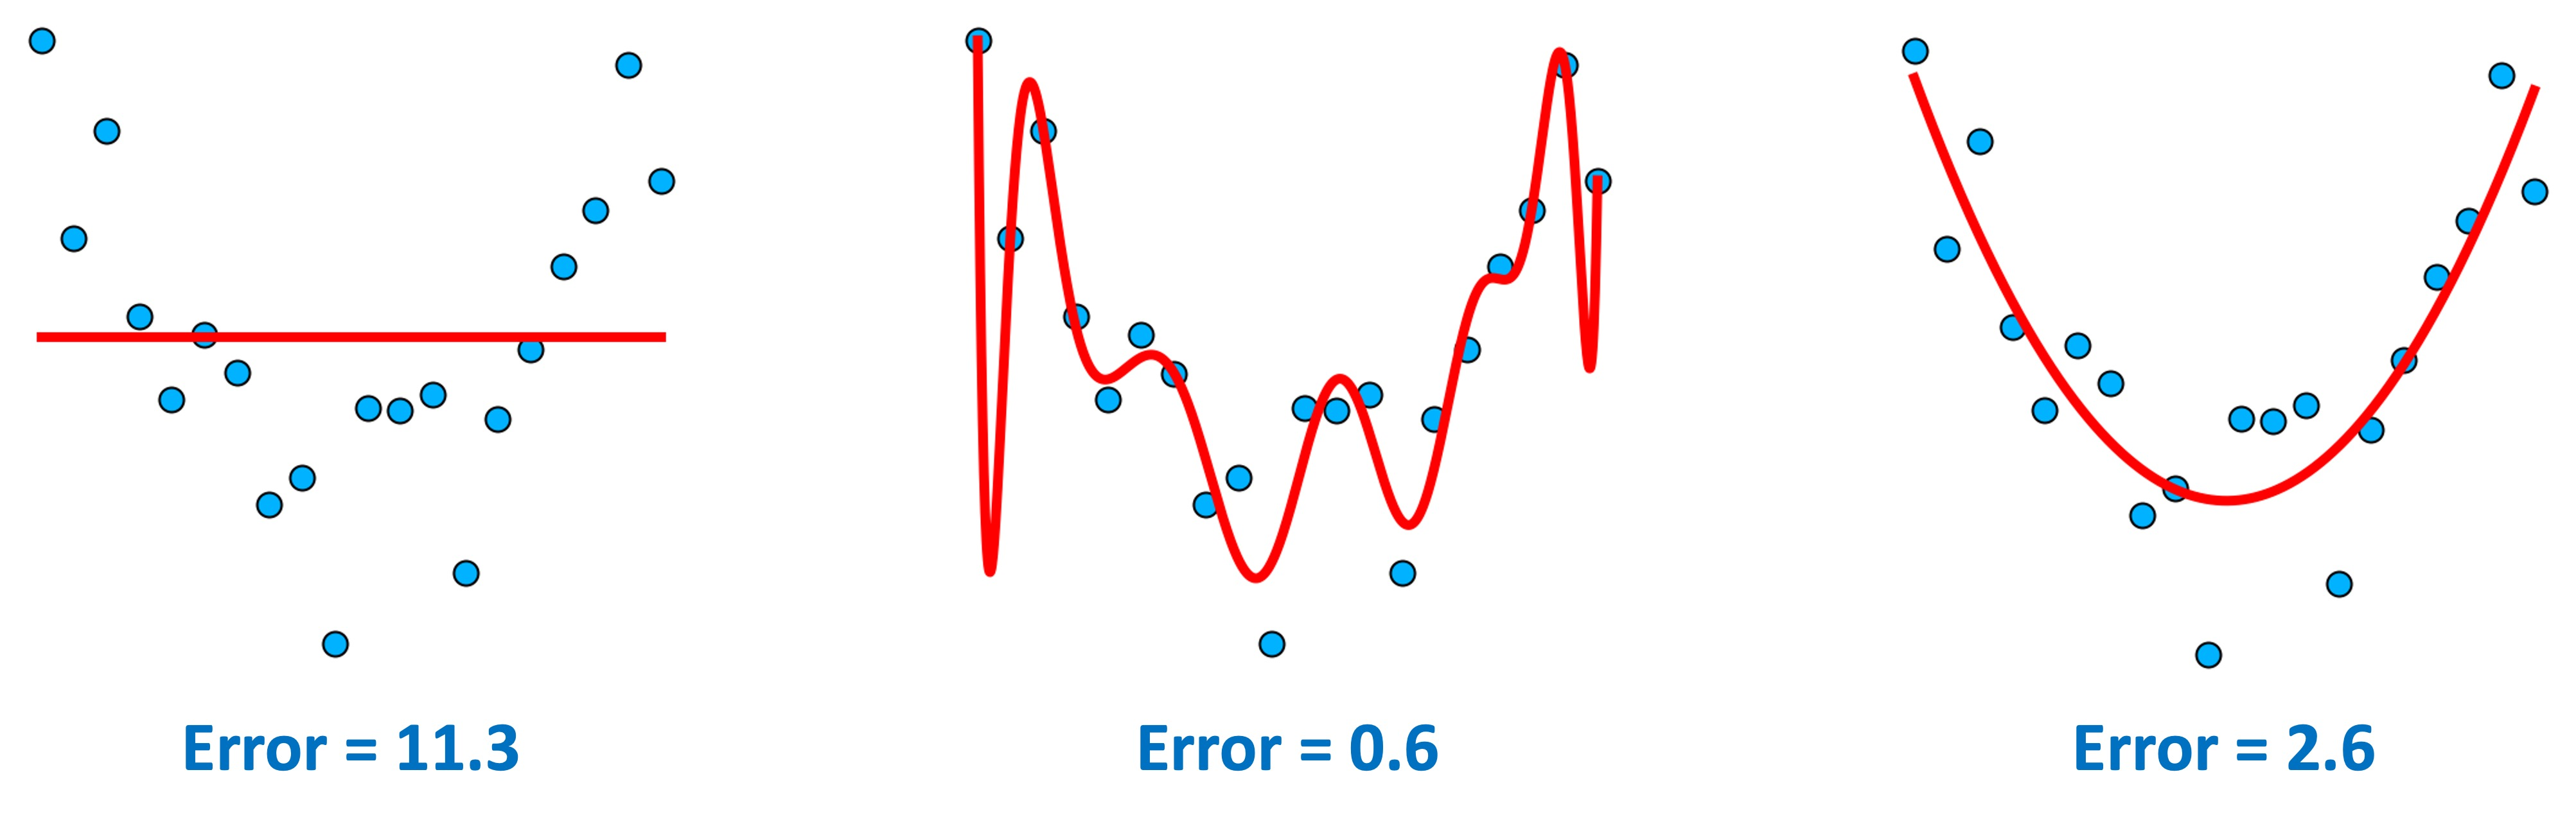 Error = 11.3
Error = 0.6
Error = 2.6